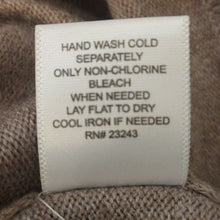 HAND WASH COLD
SEPARATELY
ONLY NON-CHLORINE
BLEACH
WHEN NEEDED
LAY FLAT TO DRY
COOL IRON IF NEEDED
RN# 23243